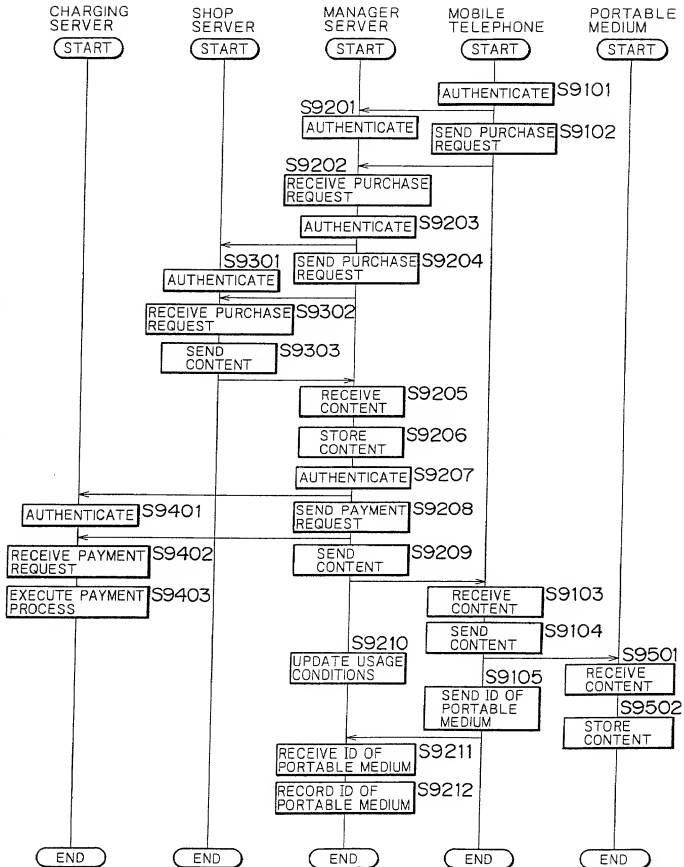 CHARGING SERVER
SHOP SERVER
MANAGER SERVER
MOBILE TELEPHONE
PORTABLE MEDIUM
START
START
START
START
START
AUTHENTICATE
S9101
S9201
AUTHENTICATE
SEND PURCHASE
REQUEST
S9102
S9202
RECEIVE PURCHASE
REQUEST
AUTHENTICATE
S9203
S9301
AUTHENTICATE
SEND PURCHASE
REQUEST
S9204
RECEIVE PURCHASE
REQUEST
S9302
SEND
CONTENT
S9303
RECEIVE
CONTENT
S9205
STORE
CONTENT
S9206
AUTHENTICATE
S9207
AUTHENTICATE
S9401
SEND PAYMENT
REQUEST
S9208
RECEIVE PAYMENT
REQUEST
S9402
SEND
CONTENT
S9209
EXECUTE PAYMENT
PROCESS
S9403
RECEIVE
CONTENT
S9103
SEND
CONTENT
S9104
S9210
UPDATE USAGE
CONDITIONS
S9501
RECEIVE
CONTENT
S9105
SEND ID OF
PORTABLE
MEDIUM
S9502
STORE
CONTENT
RECEIVE ID OF
PORTABLE MEDIUM
S9211
RECORD ID OF
PORTABLE MEDIUM
S9212
END
END
END
END
END